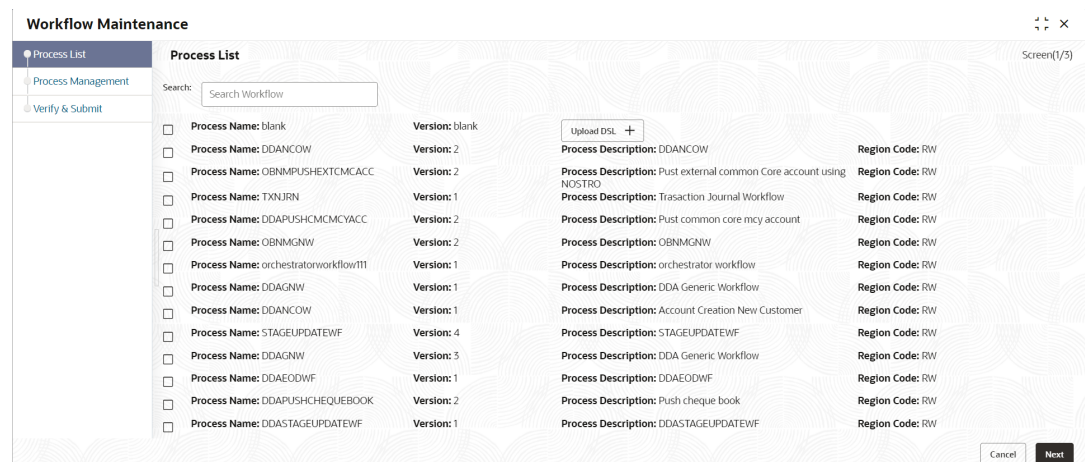 Workflow Maintenance
Process List
Process Management
Verify & Submit
Process List
Screen(1/3)
Search:
Search Workflow
Process Name: blank Version: blank Upload DSL +
Process Name: DDANCOW Version: 2 Process Description: DDANCOW Region Code: RW
Process Name: OBNMPUSHEXTCMCACC Version: 2 Process Description: Pust external common Core account using Region Code: RW
NOSTRO
Process Name: TXNJRN Version: 1 Process Description: Trasaction Journal Workflow Region Code: RW
Process Name: DDAPUSHCMCMCYACC Version: 2 Process Description: Pust common core mcy account Region Code: RW
Process Name: OBNMGNW Version: 2 Process Description: OBNMGNW Region Code: RW
Process Name: orchestratorworkflow111 Version: 1 Process Description: orchestrator workflow Region Code: RW
Process Name: DDAGNW Version: 1 Process Description: DDA Generic Workflow Region Code: RW
Process Name: DDANCOW Version: 1 Process Description: Account Creation New Customer Region Code: RW
Process Name: STAGEUPDATEWF Version: 4 Process Description: STAGEUPDATEWF Region Code: RW
Process Name: DDAGNW Version: 3 Process Description: DDA Generic Workflow Region Code: RW
Process Name: DDAEODWF Version: 1 Process Description: DDAEODWF Region Code: RW
Process Name: DDAPUSHCHEQUEBOOK Version: 2 Process Description: Push cheque book Region Code: RW
Process Name: DDASTAGEUPDATEWF Version: 1 Process Description: DDASTAGEUPDATEWF Region Code: RW
Cancel Next